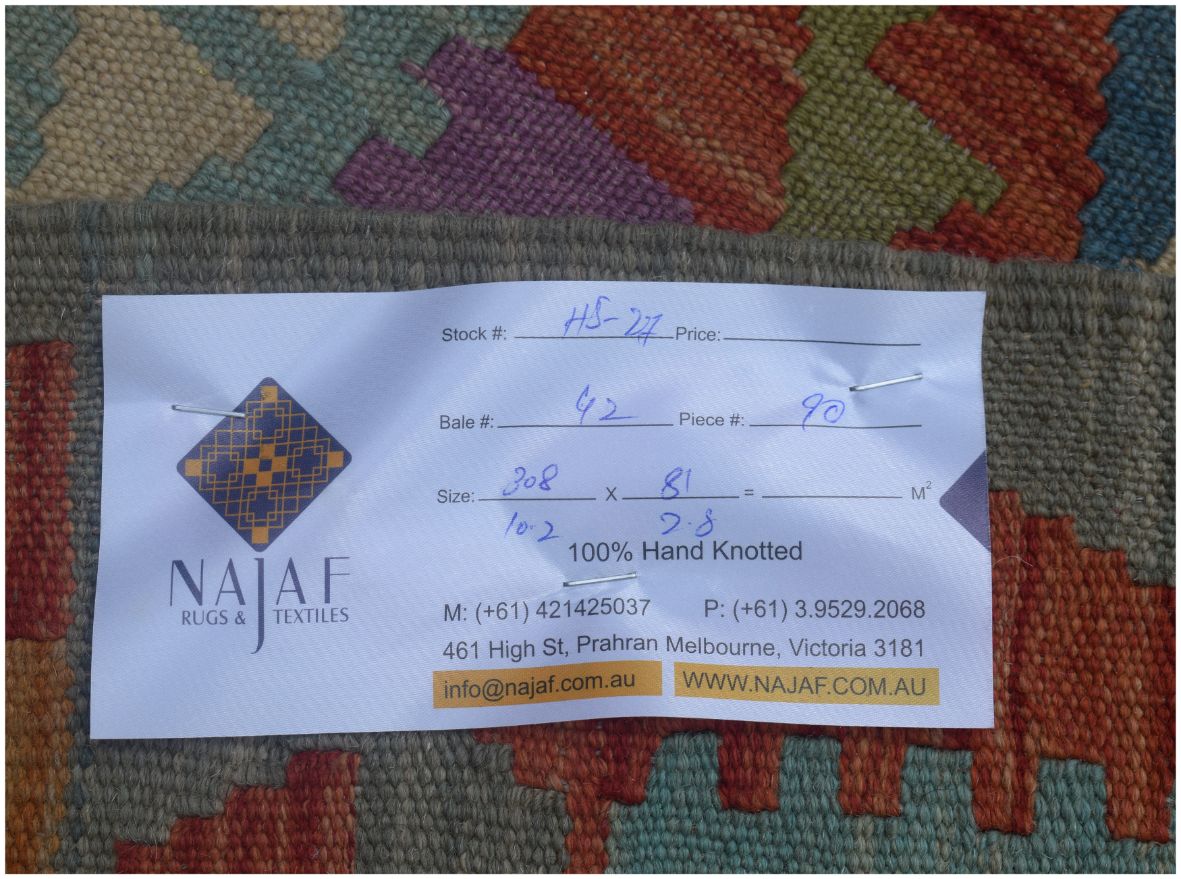 Stock #: HS-27 Price:
Bale #: 42 Piece #: 90
Size: 308 X 81 = M²
10.2 2.8
100% Hand Knotted
NAJAF
RUGS & TEXTILES
M: (+61) 421425037 P: (+61) 3.9529.2068
461 High St, Prahran Melbourne, Victoria 3181
info@najaf.com.au WWW.NAJAF.COM.AU